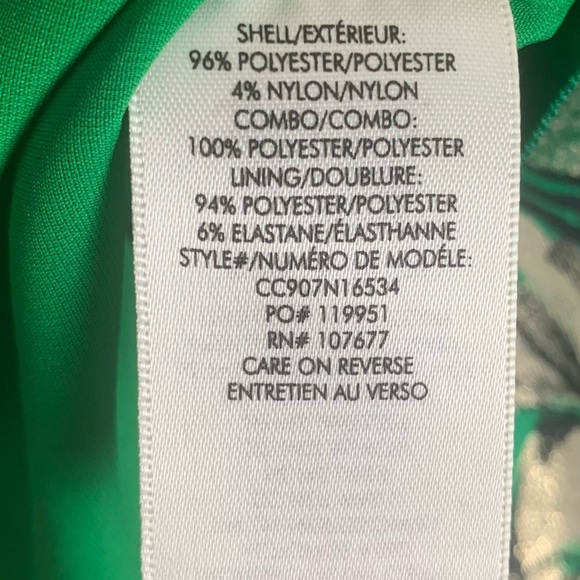 SHELL/EXTÉRIEUR:
96% POLYESTER/POLYESTER
4% NYLON/NYLON
COMBO/COMBO:
100% POLYESTER/POLYESTER
LINING/DOUBLURE:
94% POLYESTER/POLYESTER
6% ELASTANE/ÉLASTHANNE
STYLE#/NUMÉRO DE MODÉLE:
CC907N16534
PO# 119951
RN# 107677
CARE ON REVERSE
ENTRETIEN AU VERSO